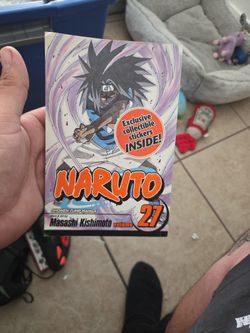 Exclusive
collectible
stickers
INSIDE!
NARUTO
Masashi Kishimoto
27